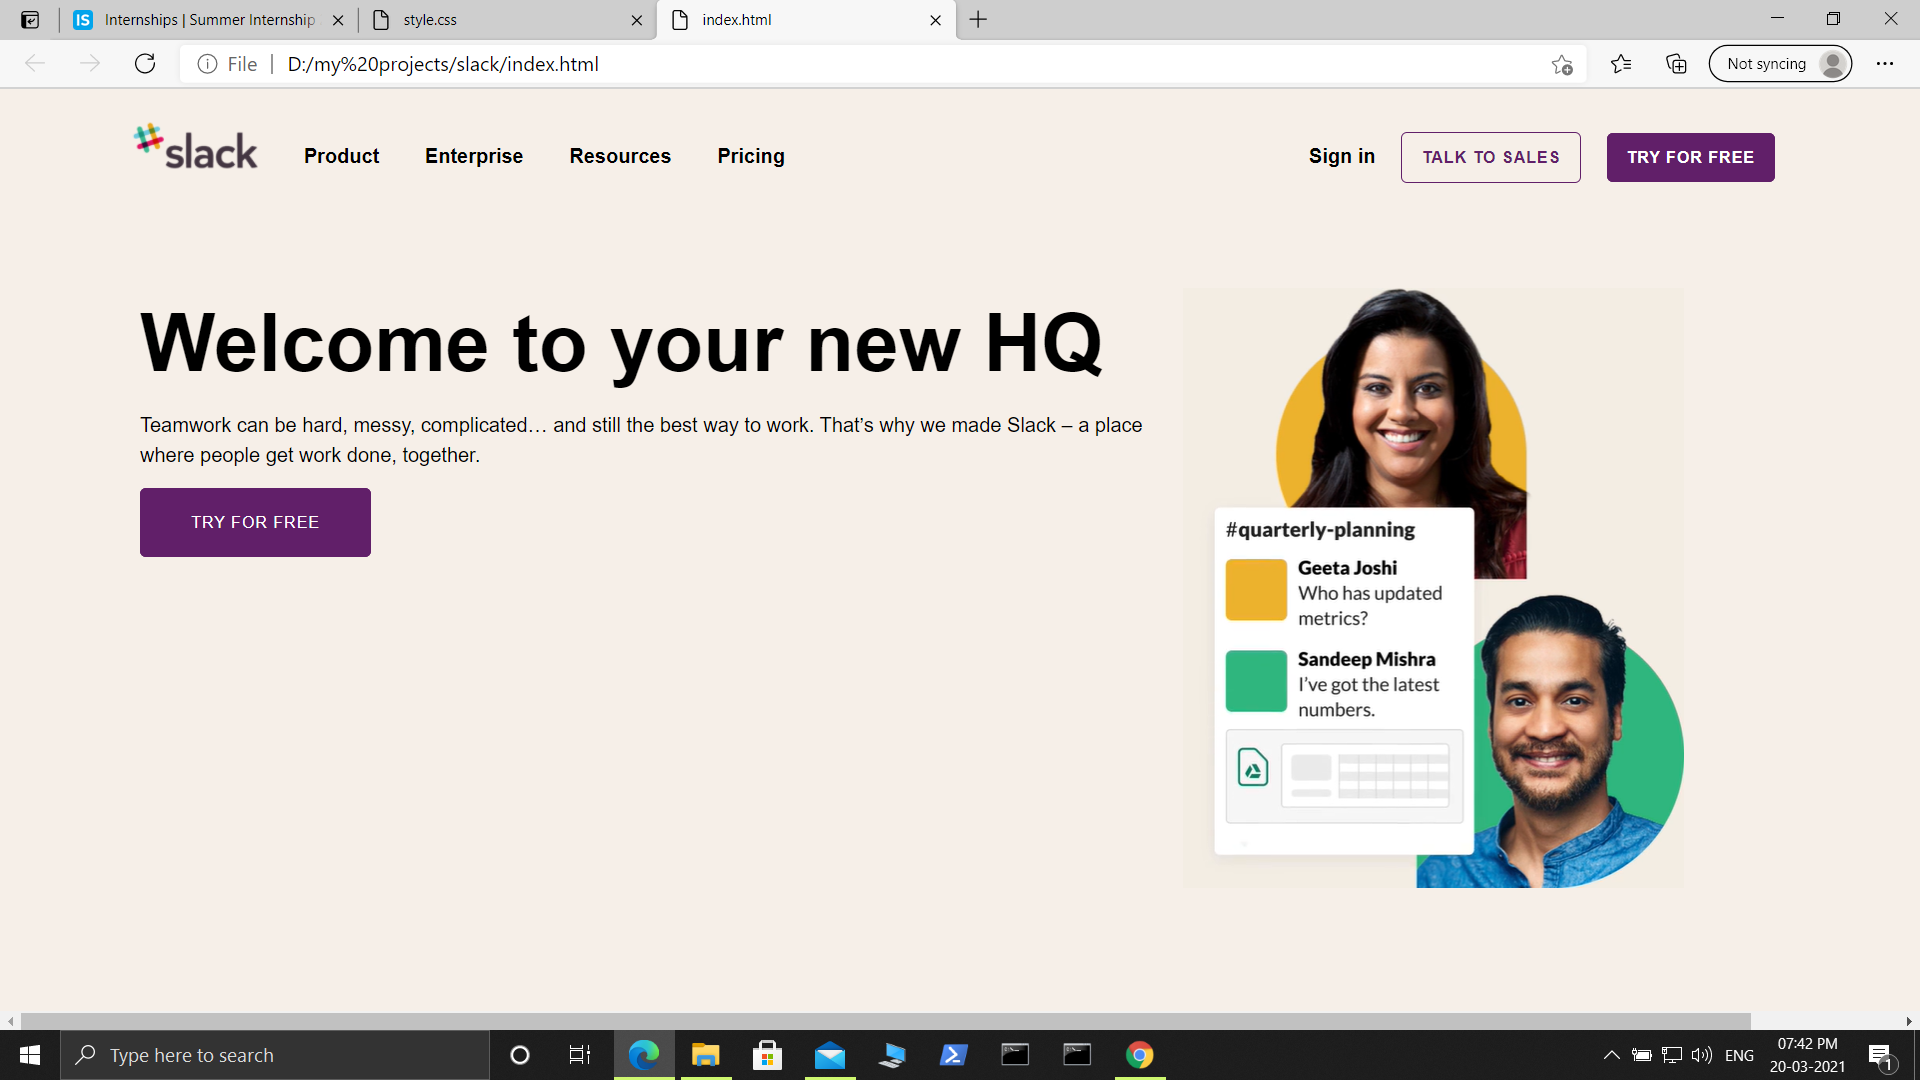 Internships | Summer Internship
style.css
index.html
File | D:/my%20projects/slack/index.html
Not syncing
slack
Product
Enterprise
Resources
Pricing
Sign in
TALK TO SALES
TRY FOR FREE
Welcome to your new HQ
Teamwork can be hard, messy, complicated… and still the best way to work. That’s why we made Slack – a place
where people get work done, together.
TRY FOR FREE
#quarterly-planning
Geeta Joshi
Who has updated
metrics?
Sandeep Mishra
I’ve got the latest
numbers.
Type here to search
ENG
07:42 PM
20-03-2021
1